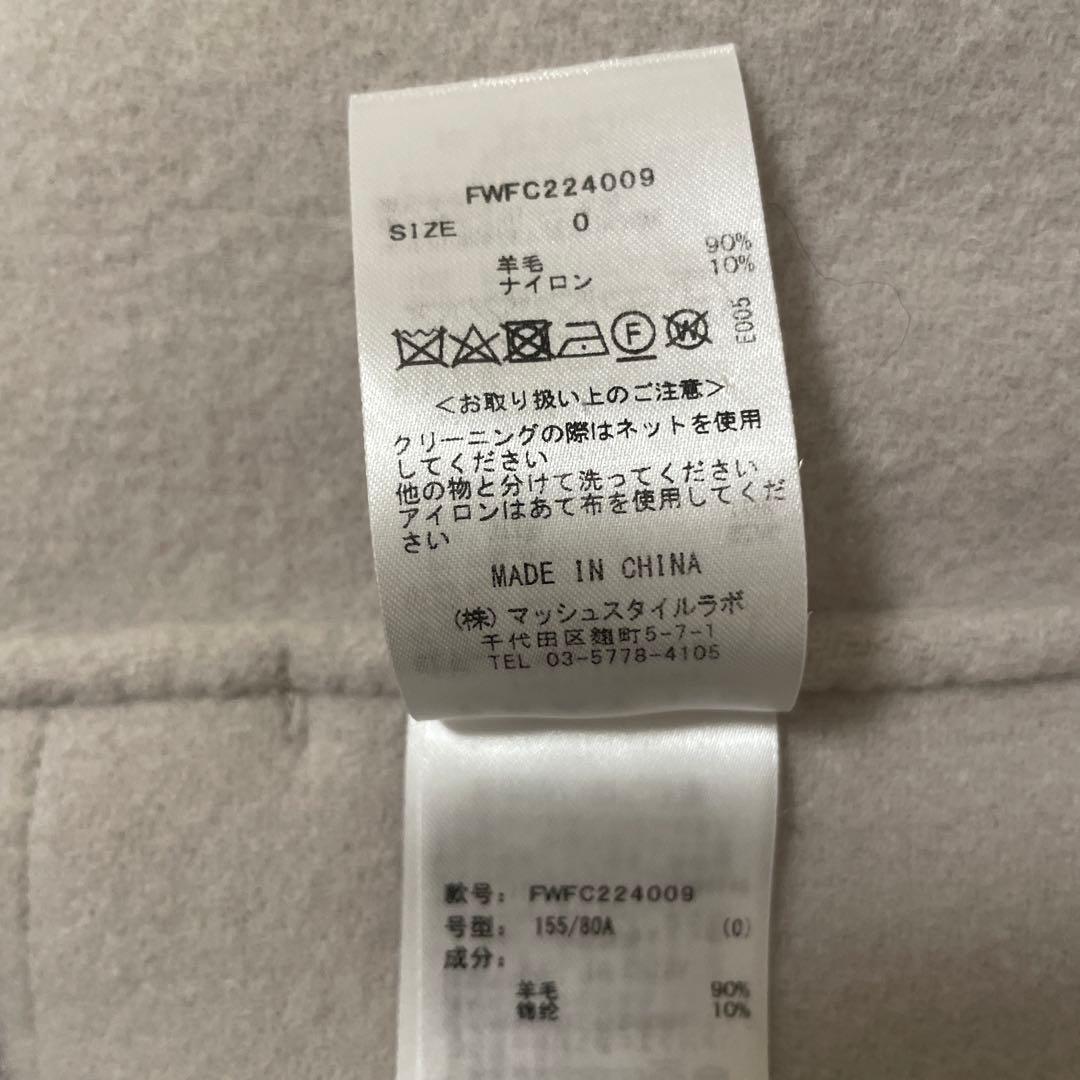 FWFC224009
SIZE 0
羊毛 90%
ナイロン 10%
F W
E005
<お取り扱い上のご注意>
クリーニングの際はネットを使用
してください
他の物と分けて洗ってください
アイロンはあて布を使用してくだ
さい
MADE IN CHINA
(株)マッシュスタイルラボ
千代田区麹町5-7-1
TEL 03-5778-4105
款号: FWFC224009
号型: 155/80A (0)
成分:
羊毛 90%
锦纶 10%